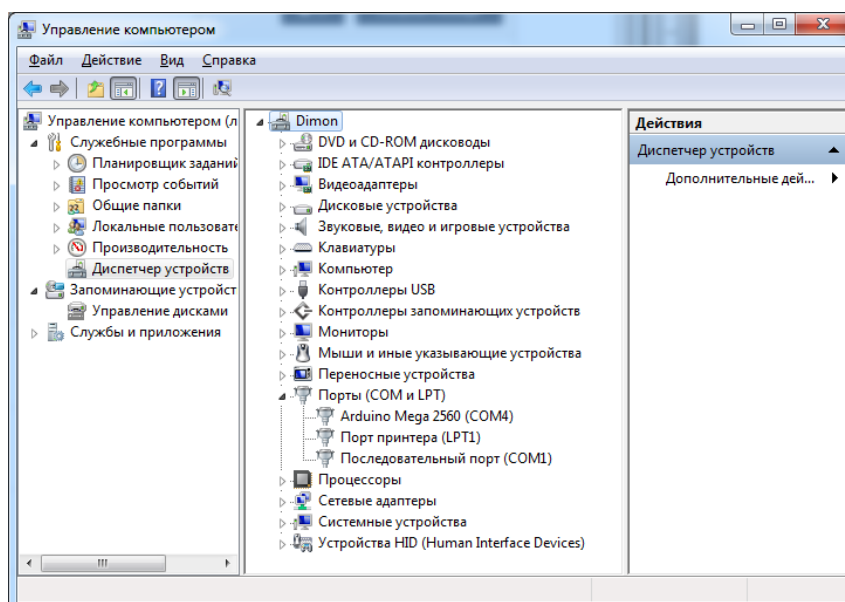 Управление компьютером
Файл Действие Вид Справка
Управление компьютером (л
Служебные программы
Планировщик заданий
Просмотр событий
Общие папки
Локальные пользовате
Производительность
Диспетчер устройств
Запоминающие устройст
Управление дисками
Службы и приложения
Dimon
DVD и CD-ROM дисководы
IDE ATA/ATAPI контроллеры
Видеоадаптеры
Дисковые устройства
Звуковые, видео и игровые устройства
Клавиатуры
Компьютер
Контроллеры USB
Контроллеры запоминающих устройств
Мониторы
Мыши и иные указывающие устройства
Переносные устройства
Порты (COM и LPT)
Arduino Mega 2560 (COM4)
Порт принтера (LPT1)
Последовательный порт (COM1)
Процессоры
Сетевые адаптеры
Системные устройства
Устройства HID (Human Interface Devices)
Действия
Диспетчер устройств
Дополнительные дей...